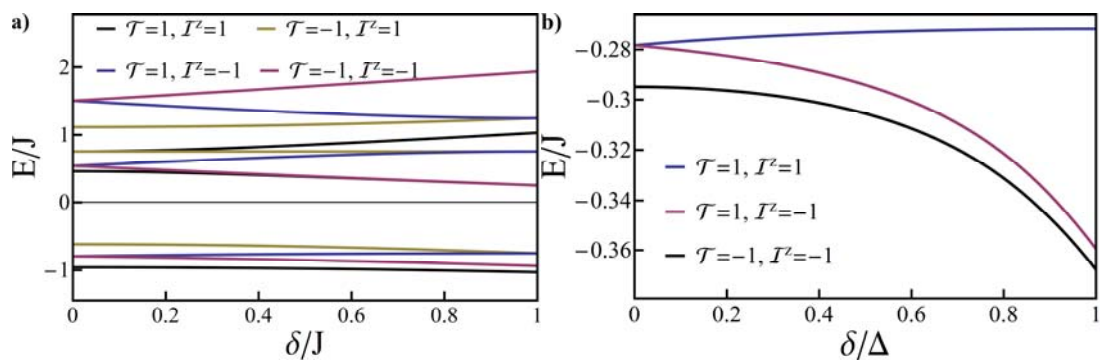 a)
𝒯=1, Iᶻ=1
𝒯=-1, Iᶻ=1
𝒯=1, Iᶻ=-1
𝒯=-1, Iᶻ=-1
2
1
0
-1
E/J
0
0.2
0.4
0.6
0.8
1
δ/J
b)
-0.28
-0.3
-0.32
-0.34
-0.36
E/J
𝒯=1, Iᶻ=1
𝒯=1, Iᶻ=-1
𝒯=-1, Iᶻ=-1
0
0.2
0.4
0.6
0.8
1
δ/Δ